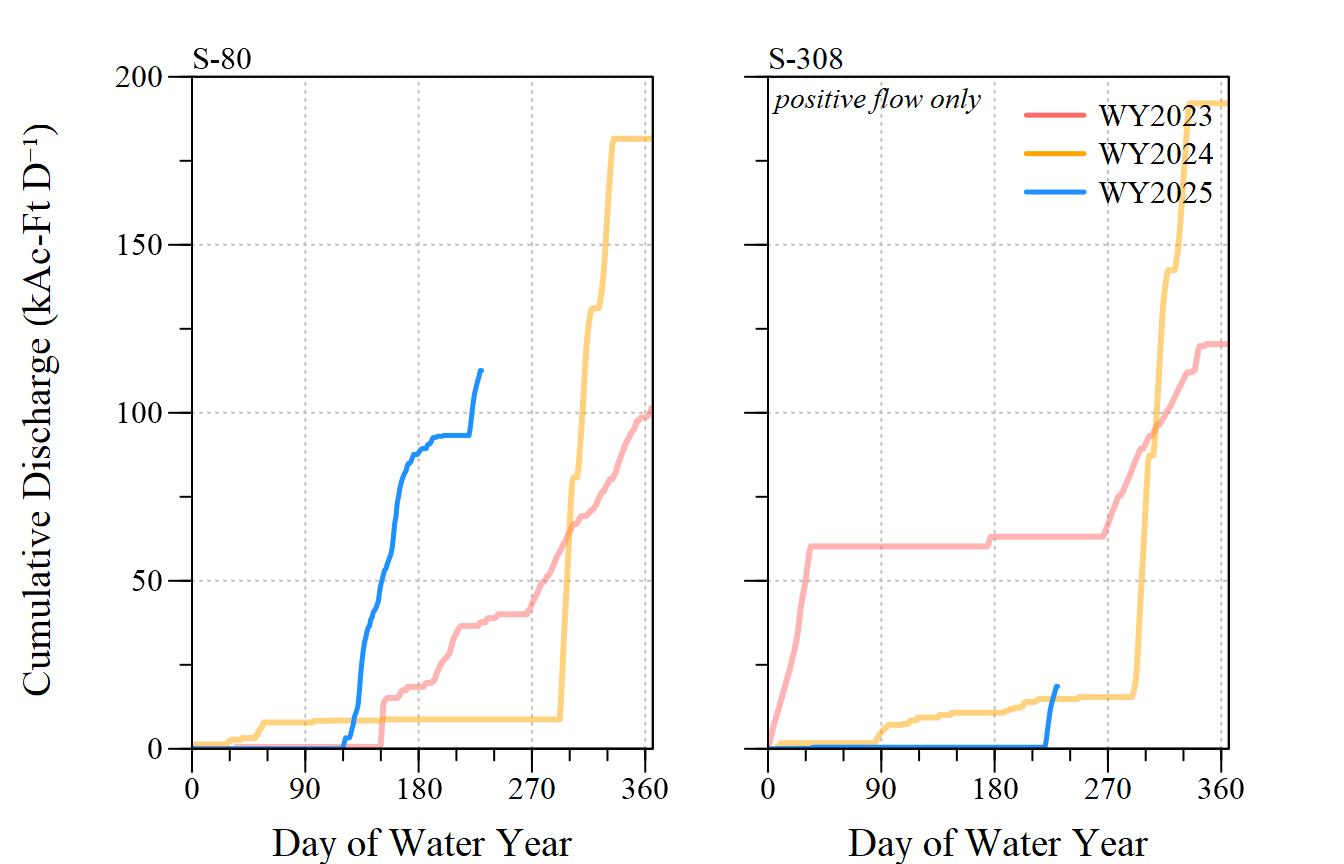 S-80
S-308
200
150
100
50
0
Cumulative Discharge (kAc-Ft D⁻¹)
0 90 180 270 360
Day of Water Year
positive flow only
WY2023
WY2024
WY2025
0 90 180 270 360
Day of Water Year